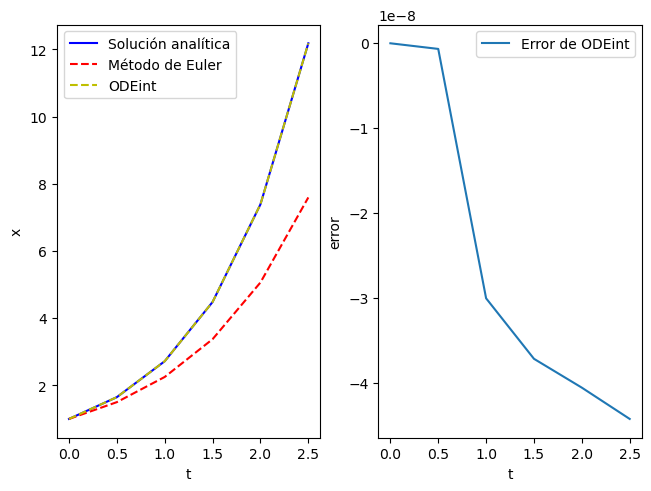 Solución analítica
Método de Euler
ODEint
12
10
8
6
4
2
x
0.0 0.5 1.0 1.5 2.0 2.5
t
1e−8
Error de ODEint
0
−1
−2
−3
−4
error
0.0 0.5 1.0 1.5 2.0 2.5
t